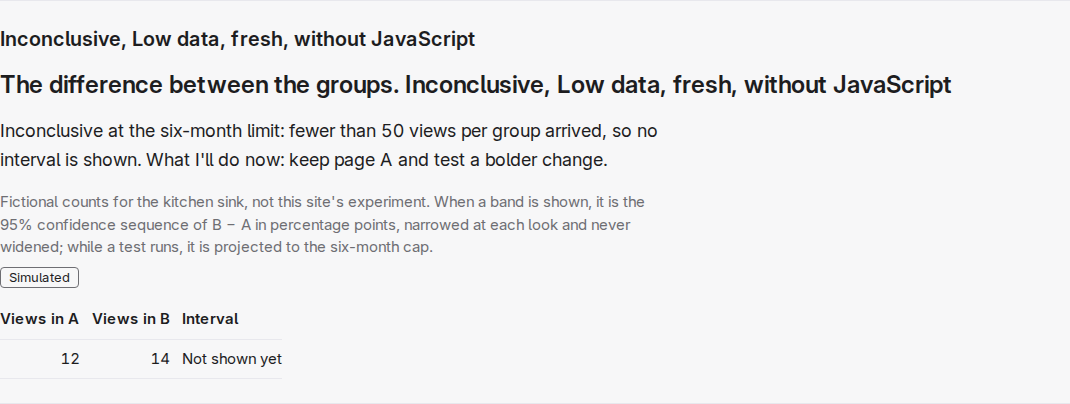 Inconclusive, Low data, fresh, without JavaScript
The difference between the groups. Inconclusive, Low data, fresh, without JavaScript
Inconclusive at the six-month limit: fewer than 50 views per group arrived, so no
interval is shown. What I'll do now: keep page A and test a bolder change.
Fictional counts for the kitchen sink, not this site's experiment. When a band is shown, it is the
95% confidence sequence of B − A in percentage points, narrowed at each look and never
widened; while a test runs, it is projected to the six-month cap.
Simulated
Views in A Views in B Interval
12 14 Not shown yet